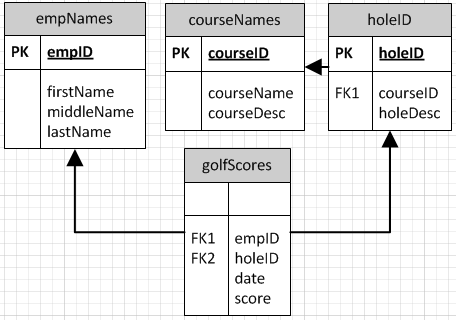 empNames
PK empID
firstName
middleName
lastName
courseNames
PK courseID
courseName
courseDesc
holeID
PK holeID
FK1 courseID
holeDesc
golfScores
FK1 empID
FK2 holeID
date
score